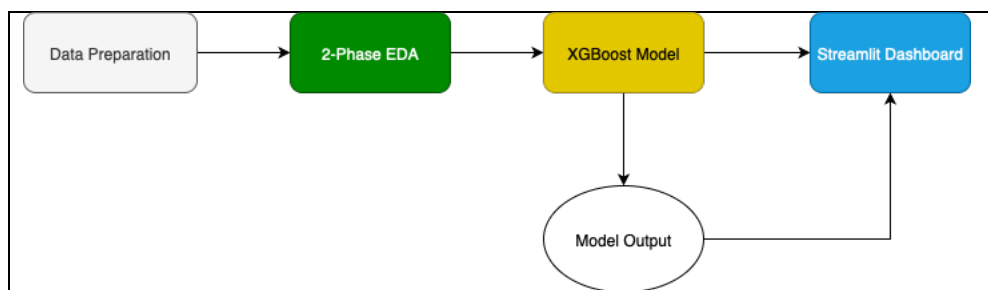 Data Preparation
2-Phase EDA
XGBoost Model
Streamlit Dashboard
Model Output